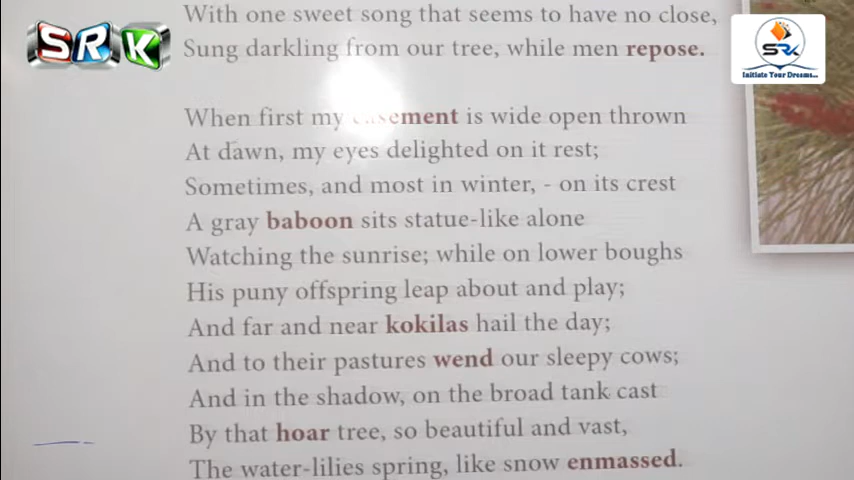 SRK
With one sweet song that seems to have no close,
Sung darkling from our tree, while men repose.
SRK
Initiate Your Dreams...
When first my casement is wide open thrown
At dawn, my eyes delighted on it rest;
Sometimes, and most in winter, - on its crest
A gray baboon sits statue-like alone
Watching the sunrise; while on lower boughs
His puny offspring leap about and play;
And far and near kokilas hail the day;
And to their pastures wend our sleepy cows;
And in the shadow, on the broad tank cast
By that hoar tree, so beautiful and vast,
The water-lilies spring, like snow enmassed.